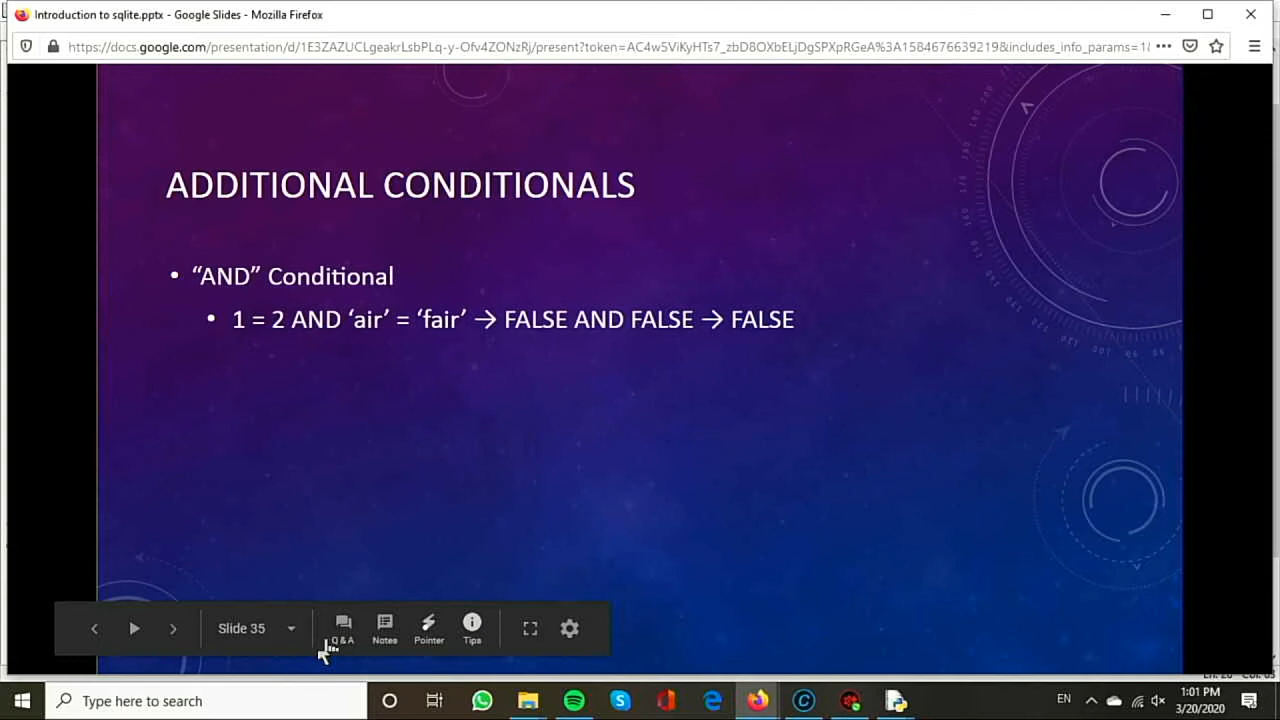 Introduction to sqlite.pptx - Google Slides - Mozilla Firefox
https://docs.google.com/presentation/d/1E3ZAZUCLgeakrLsbPLq-y-Ofv4ZONzRj/present?token=AC4w5ViKyHTs7_zbD8OXbELjDgSPXpRGeA%3A1584676639219&includes_info_params=1&
ADDITIONAL CONDITIONALS
• “AND” Conditional
• 1 = 2 AND ‘air’ = ‘fair’ → FALSE AND FALSE → FALSE
Slide 35
Q & A
Notes
Pointer
Tips
Type here to search
EN
1:01 PM
3/20/2020